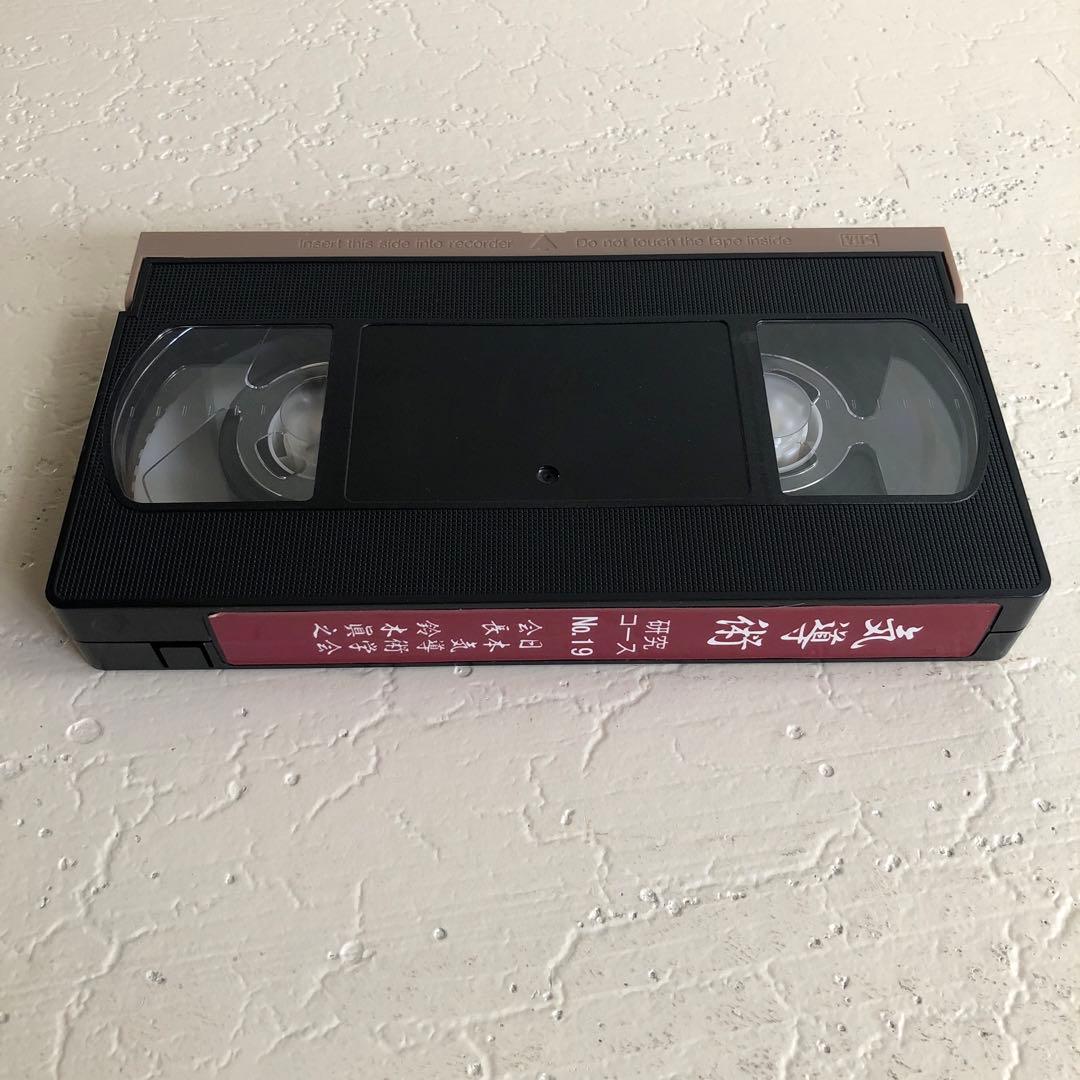 Insert this side into recorder △ Do not touch the tape inside VHS
気導術
研究
コース
No.19
日本気導術学会
会長 鈴木眞之